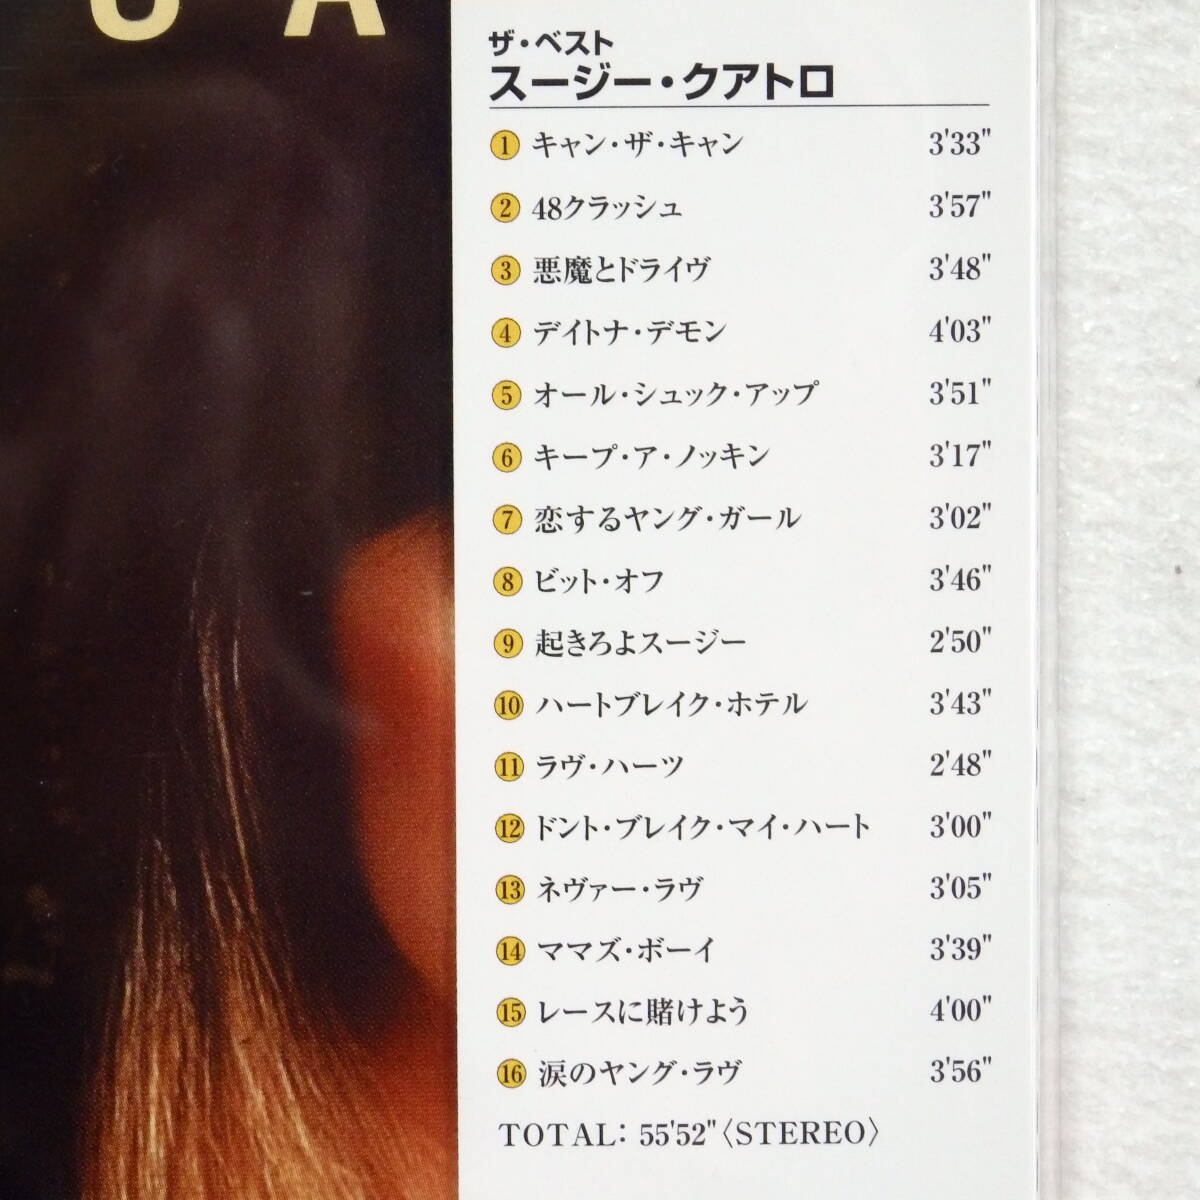 U A
ザ・ベスト
スージー・クアトロ
1 キャン・ザ・キャン 3'33"
2 48クラッシュ 3'57"
3 悪魔とドライヴ 3'48"
4 デイトナ・デモン 4'03"
5 オール・シュック・アップ 3'51"
6 キープ・ア・ノッキン 3'17"
7 恋するヤング・ガール 3'02"
8 ビット・オフ 3'46"
9 起きろよスージー 2'50"
10 ハートブレイク・ホテル 3'43"
11 ラヴ・ハーツ 2'48"
12 ドント・ブレイク・マイ・ハート 3'00"
13 ネヴァー・ラヴ 3'05"
14 ママズ・ボーイ 3'39"
15 レースに賭けよう 4'00"
16 涙のヤング・ラヴ 3'56"
TOTAL: 55'52"〈STEREO〉